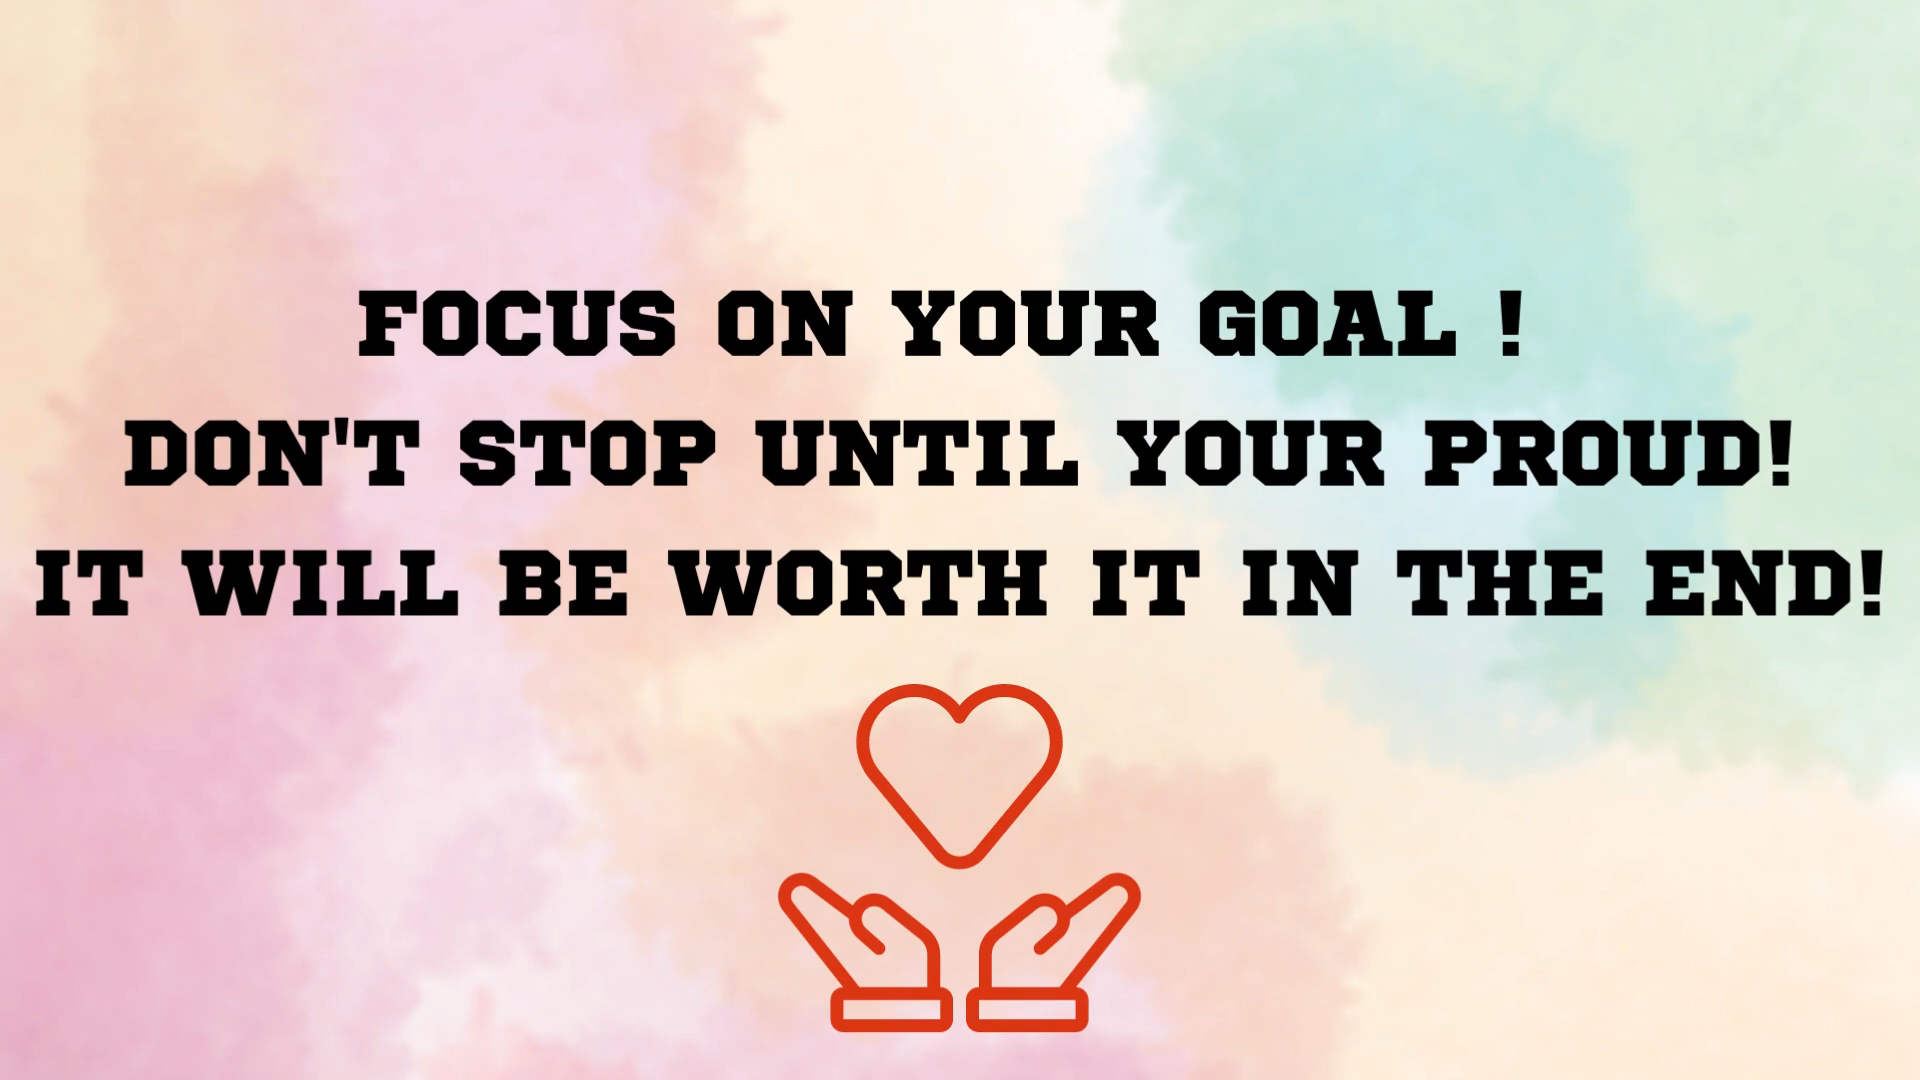 FOCUS ON YOUR GOAL !
DON'T STOP UNTIL YOUR PROUD!
IT WILL BE WORTH IT IN THE END!